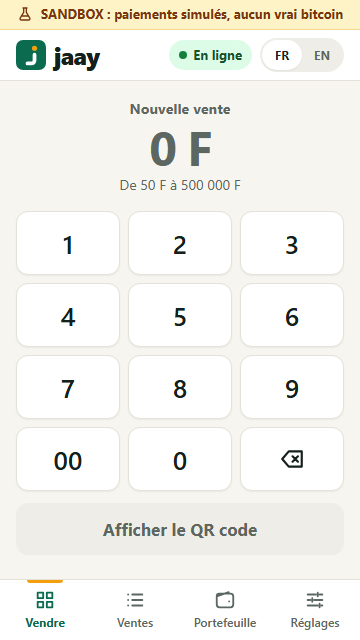 SANDBOX : paiements simulés, aucun vrai bitcoin
jaay
En ligne
FR
EN
Nouvelle vente
0 F
De 50 F à 500 000 F
1
2
3
4
5
6
7
8
9
00
0
Afficher le QR code
Vendre
Ventes
Portefeuille
Réglages